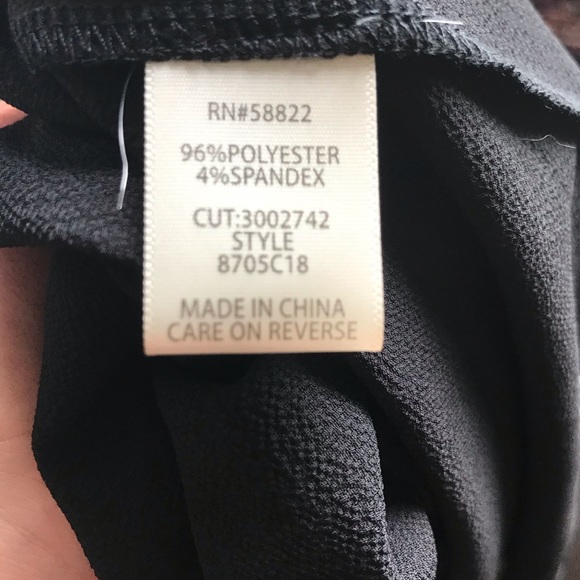 RN#58822
96%POLYESTER
4%SPANDEX
CUT:3002742
STYLE
8705C18
MADE IN CHINA
CARE ON REVERSE